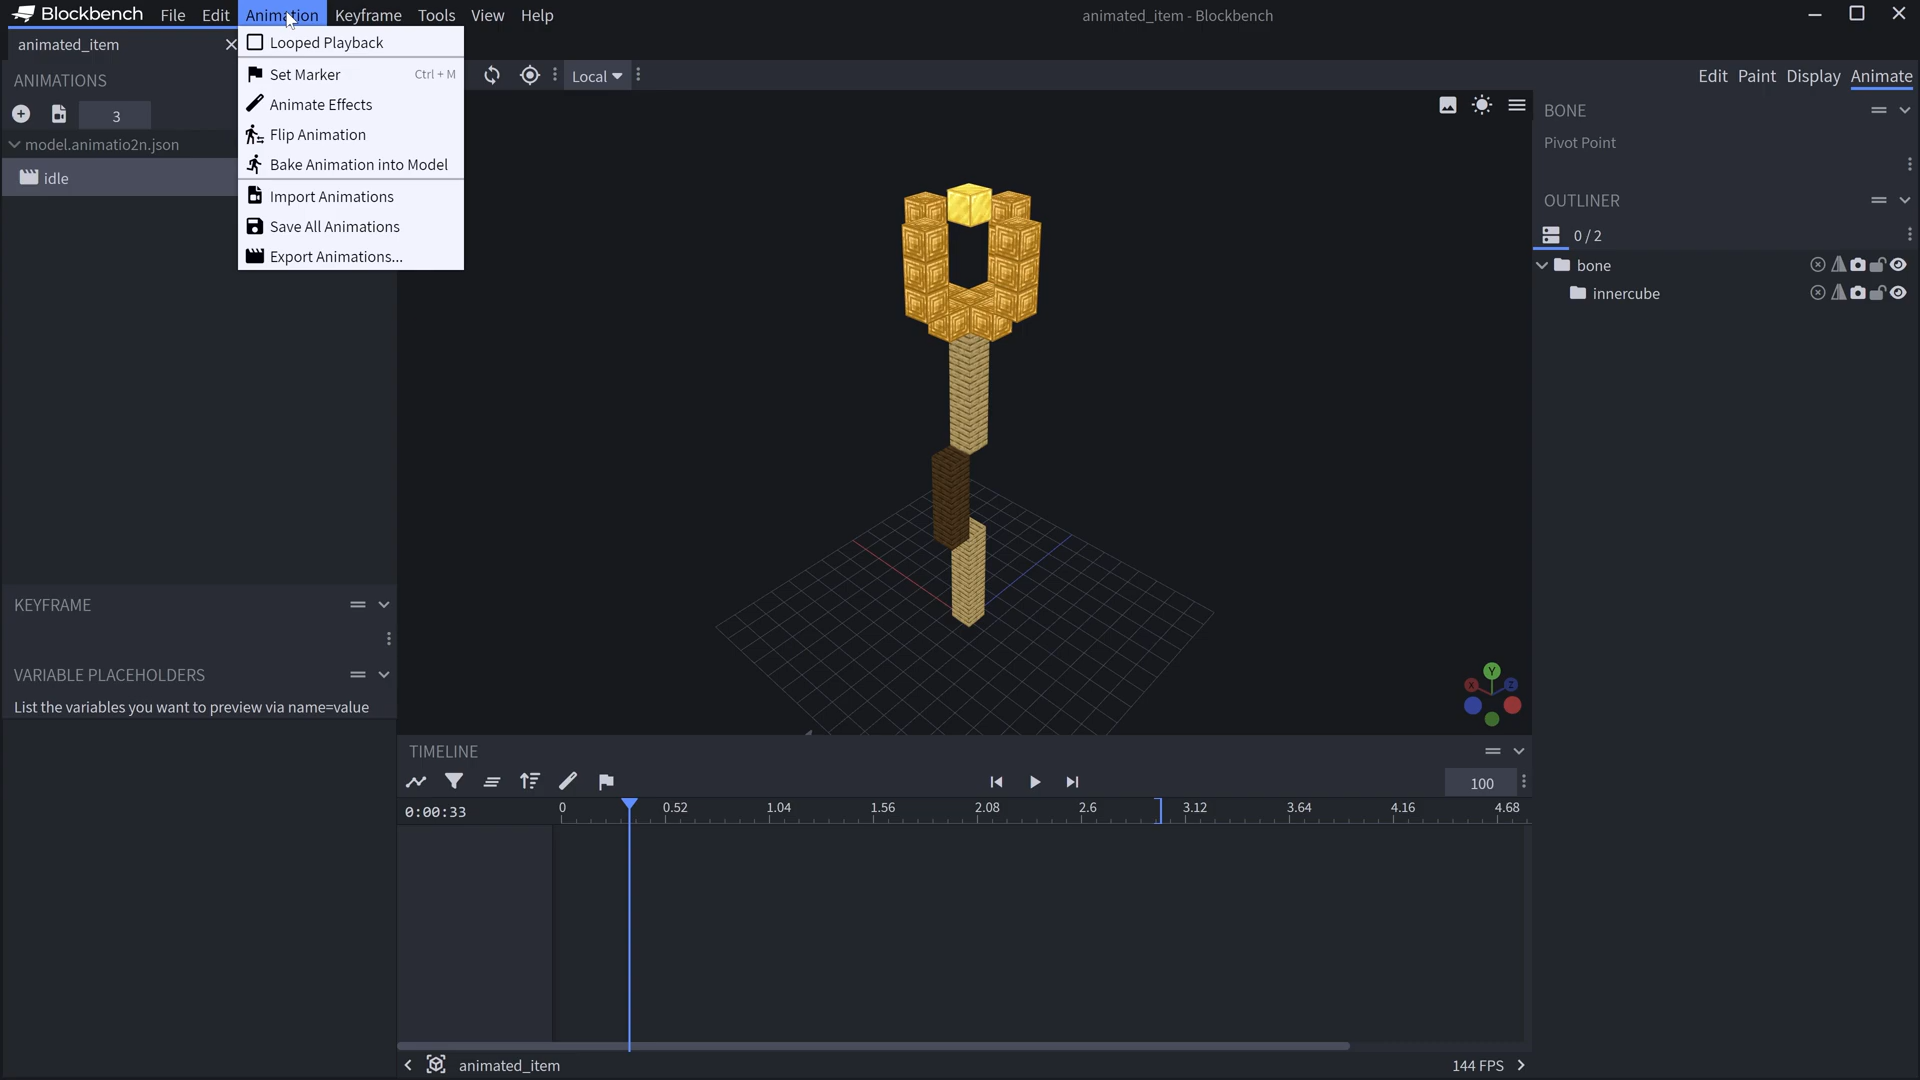 Blockbench File Edit Animation Keyframe Tools View Help animated_item - Blockbench
animated_item
Looped Playback
Set Marker Ctrl + M
Animate Effects
Flip Animation
Bake Animation into Model
Import Animations
Save All Animations
Export Animations...
Local
Edit Paint Display Animate
ANIMATIONS
3
model.animatio2n.json
idle
BONE
Pivot Point
OUTLINER
0 / 2
bone
innercube
Y
X
Z
KEYFRAME
VARIABLE PLACEHOLDERS
List the variables you want to preview via name=value
TIMELINE
100
0:00:33 0 0.52 1.04 1.56 2.08 2.6 3.12 3.64 4.16 4.68
animated_item 144 FPS